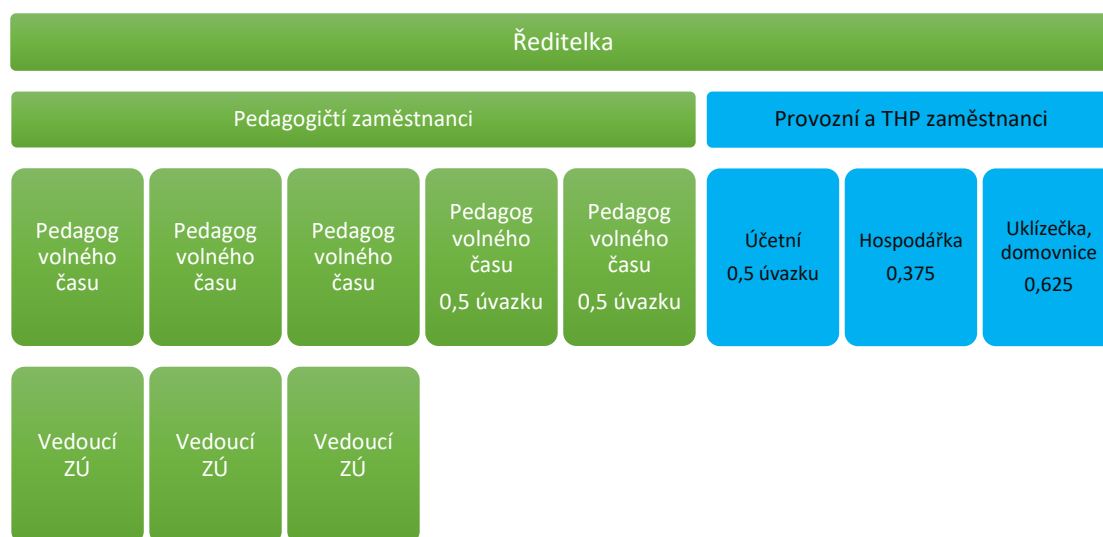 Ředitelka
Pedagogičtí zaměstnanci
Provozní a THP zaměstnanci
Pedagog
volného
času
Pedagog
volného
času
Pedagog
volného
času
Pedagog
volného
času
0,5 úvazku
Pedagog
volného
času
0,5 úvazku
Účetní
0,5 úvazku
Hospodářka
0,375
Uklízečka,
domovnice
0,625
Vedoucí
ZÚ
Vedoucí
ZÚ
Vedoucí
ZÚ